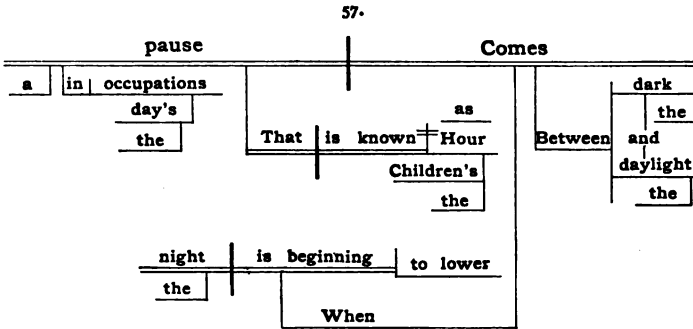 57.
pause Comes
a in occupations dark
day's the
the as
That is known Hour Between and
Children's daylight
the the
night is beginning to lower
the
When